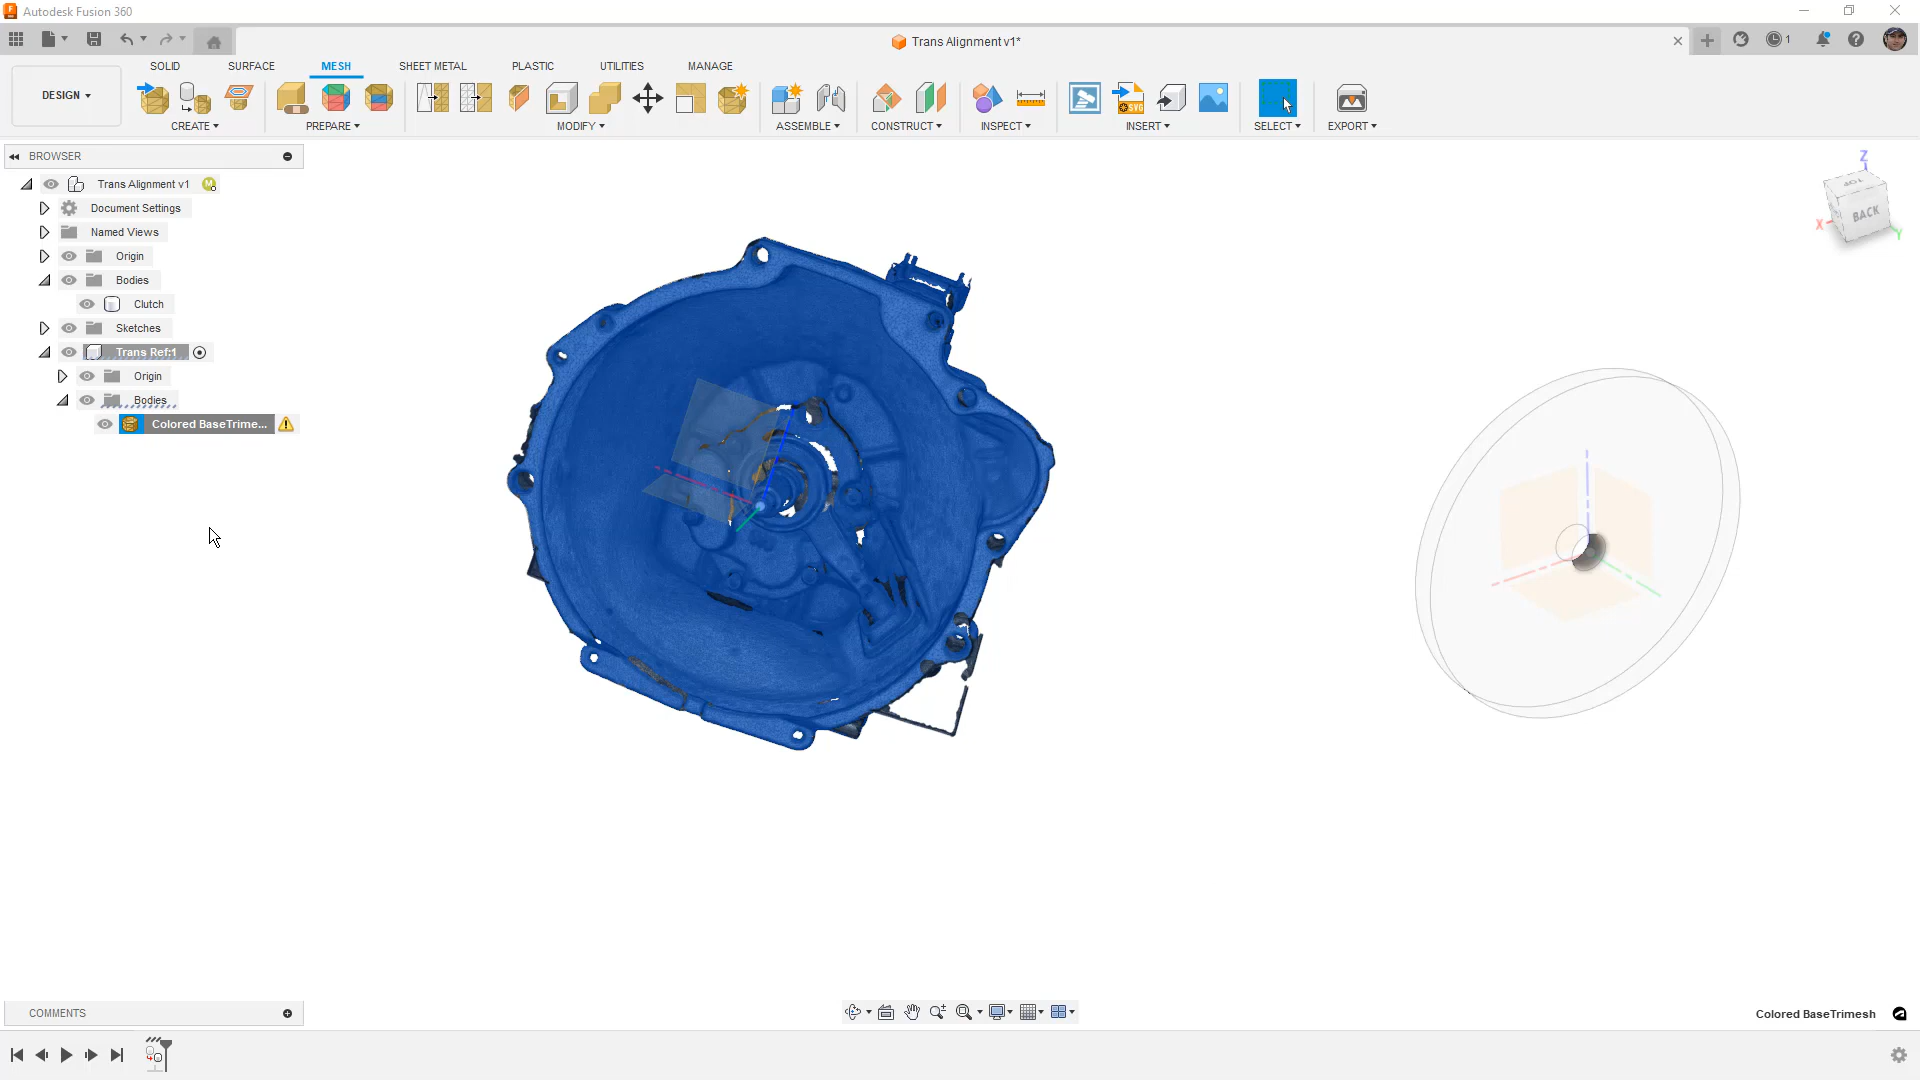 Autodesk Fusion 360
Trans Alignment v1*
1
DESIGN
SOLID
SURFACE
MESH
SHEET METAL
PLASTIC
UTILITIES
MANAGE
CREATE
PREPARE
MODIFY
ASSEMBLE
CONSTRUCT
INSPECT
INSERT
SELECT
EXPORT
BROWSER
Trans Alignment v1
Document Settings
Named Views
Origin
Bodies
Clutch
Sketches
Trans Ref:1
Origin
Bodies
Colored BaseTrime...
Z
TOP
BACK
X
Y
COMMENTS
Colored BaseTrimesh